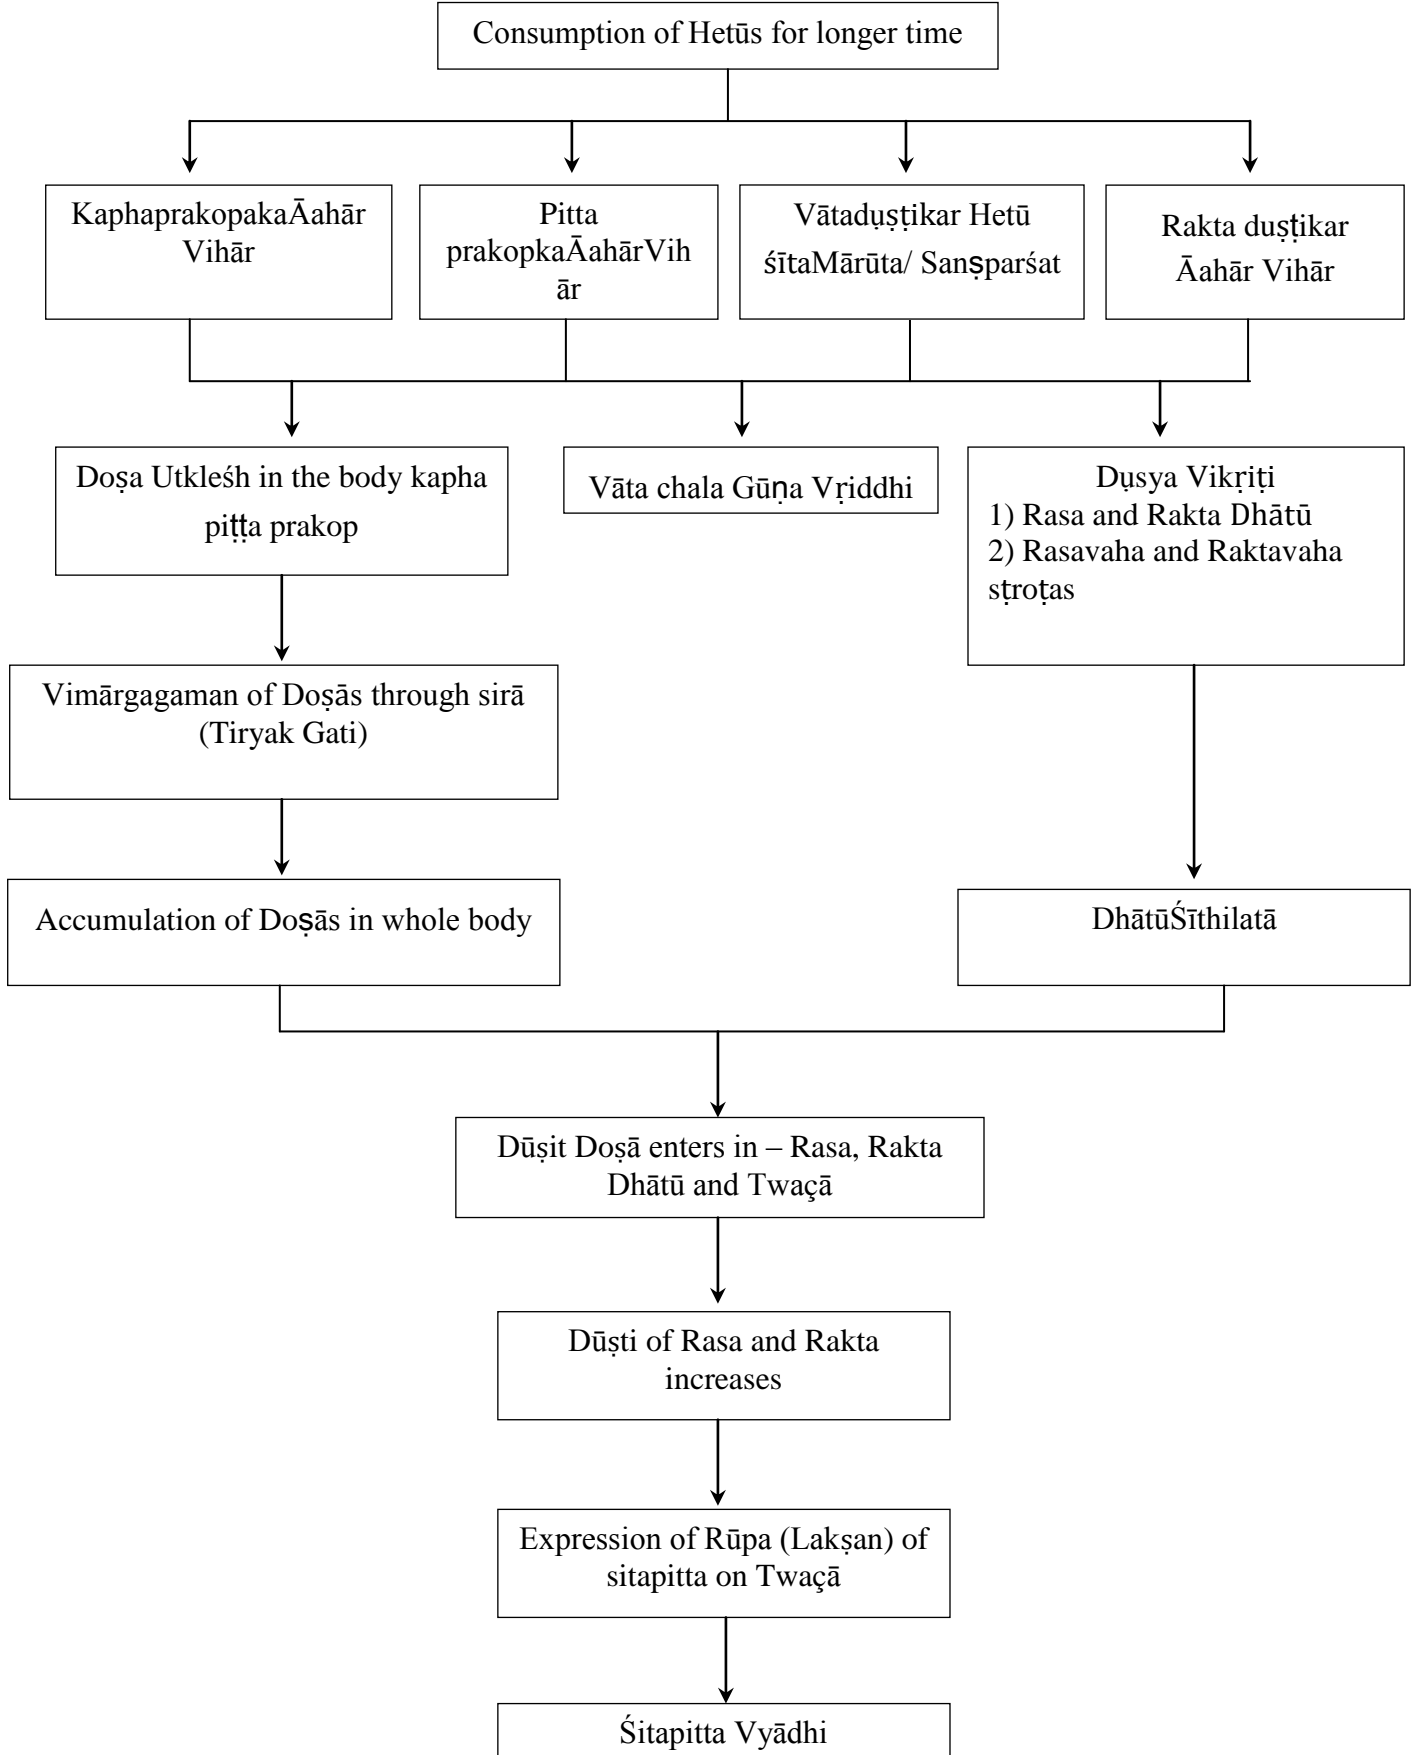 Consumption of Hetūs for longer time
KaphaprakopakaĀahār
Vihār
Pitta
prakopkaĀahārVih
ār
Vātaduṣṭikar Hetū
śītaMārūta/ Sanṣparśat
Rakta duṣṭikar
Āahār Vihār
Doṣa Utkleśh in the body kapha
piṭṭa prakop
Vāta chala Gūṇa Vṛiddhi
Dụsya Vikṛiṭi
1) Rasa and Rakta Dhātū
2) Rasavaha and Raktavaha
sṭroṭas
Vimārgagaman of Doṣās through sirā
(Tiryak Gati)
Accumulation of Doṣās in whole body
DhātūŚīthilatā
Dūṣit Doṣā enters in – Rasa, Rakta
Dhātū and Twaçā
Dūṣti of Rasa and Rakta
increases
Expression of Rūpa (Lakṣan) of
sitapitta on Twaçā
Śitapitta Vyādhi